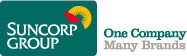 SUNCORP
GROUP
One Company
Many Brands